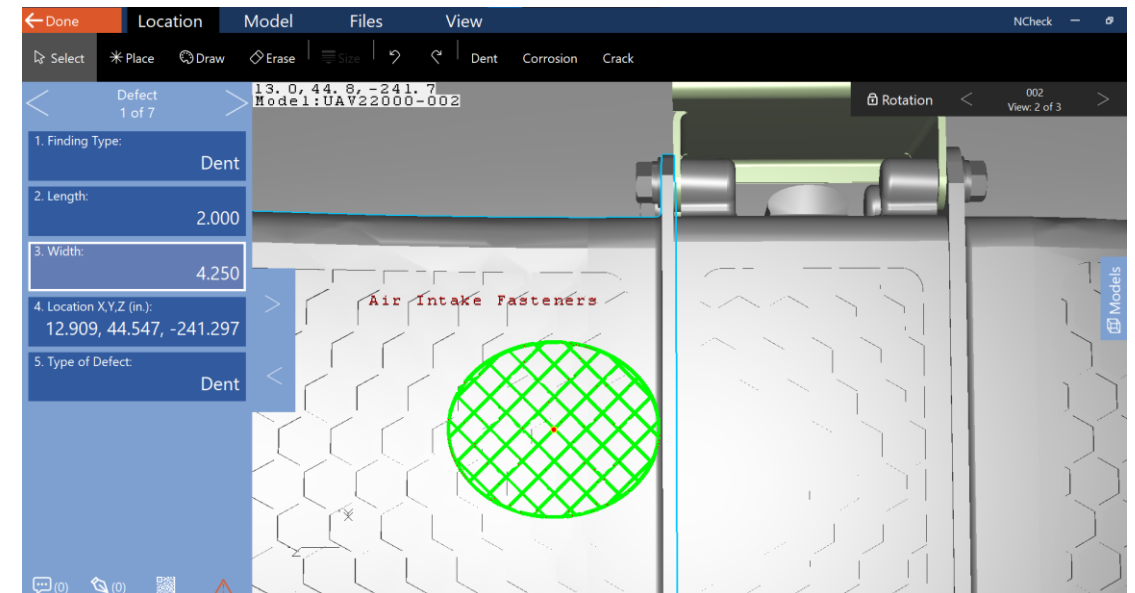 Done
Location
Model
Files
View
NCheck
Select
Place
Draw
Erase
Size
Dent
Corrosion
Crack
Defect
1 of 7
13.0,44.8,-241.7
Model:UAV22000-002
Rotation
002
View: 2 of 3
1. Finding Type:
Dent
2. Length:
2.000
3. Width:
4.250
4. Location X,Y,Z (in.):
12.909, 44.547, -241.297
5. Type of Defect:
Dent
Air Intake Fasteners
Models
(0)
(0)